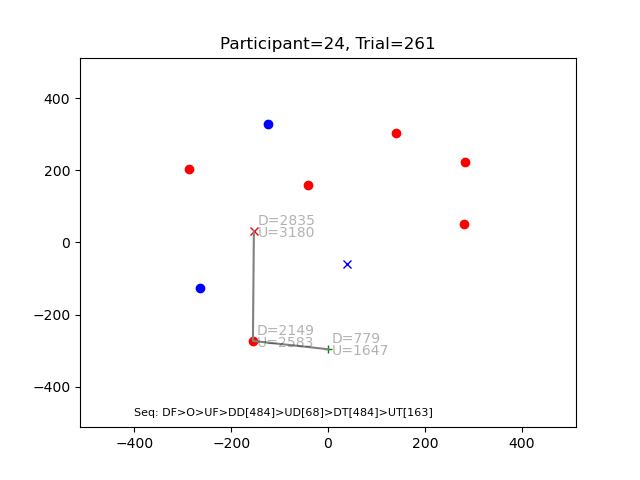 Participant=24, Trial=261
400
200
0
−200
−400
D=2835
U=3180
D=2149
U=2583
D=779
U=1647
Seq: DF>O>UF>DD[484]>UD[68]>DT[484]>UT[163]
−400
−200
0
200
400